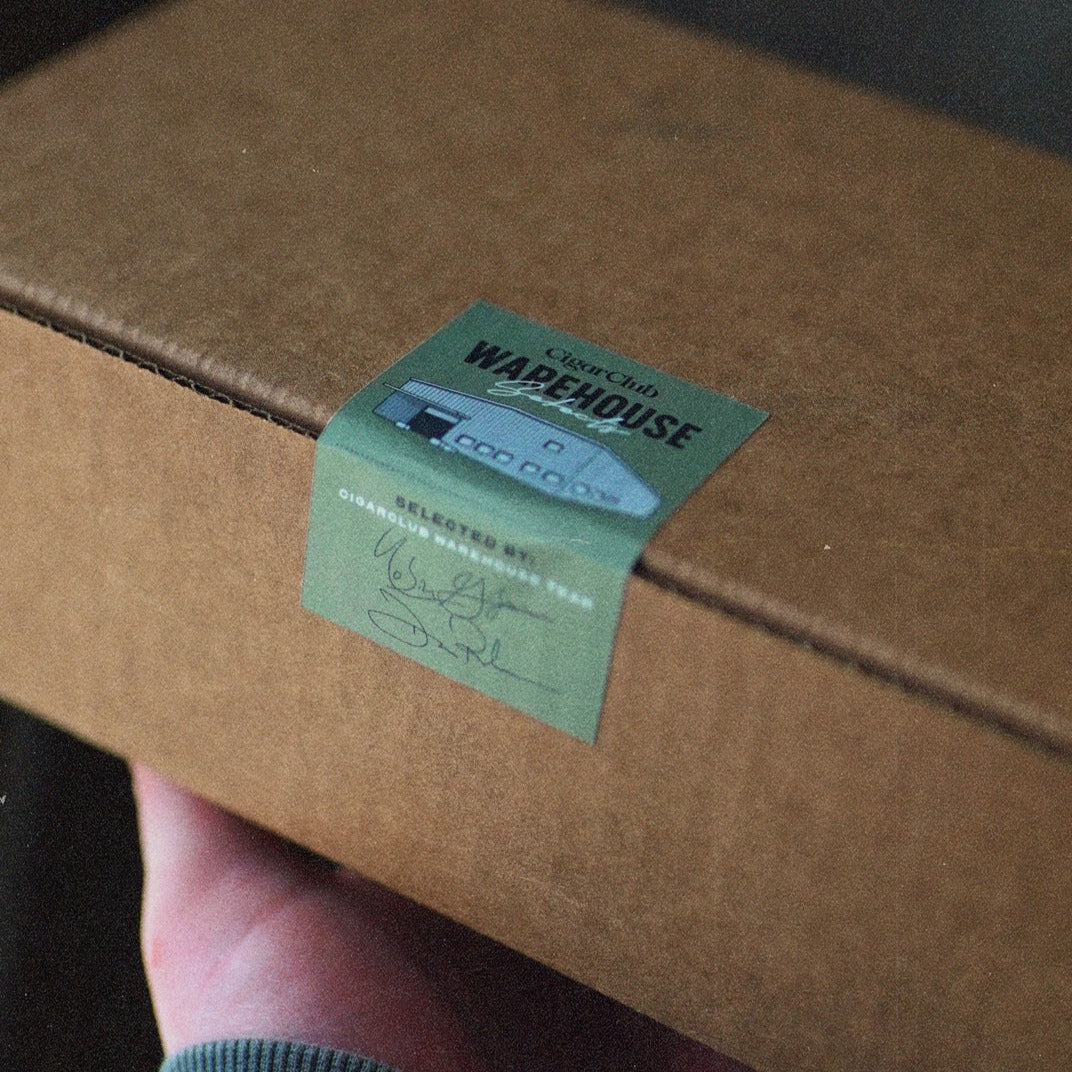 CigarClub
WAREHOUSE
Selects
SELECTED BY:
CIGARCLUB WAREHOUSE TEAM